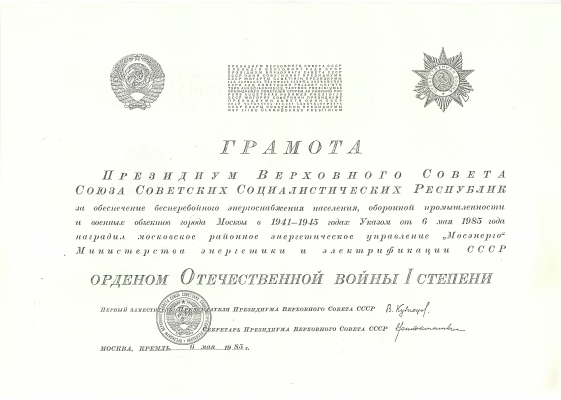 ГРАМОТА
Президиум Верховного Совета
Союза Советских Социалистических Республик
за обеспечение бесперебойного энергоснабжения населения, оборонной промышленности
и военных объектов города Москвы в 1941-1945 годах Указом от 6 мая 1985 года
наградил московское районное энергетическое управление „Мосэнерго“
Министерства энергетики и электрификации СССР
орденом Отечественной войны I степени
Первый заместитель Председателя Президиума Верховного Совета СССР В. Кузнецов
Секретарь Президиума Верховного Совета СССР
Москва, Кремль. 6 мая 1985 г.